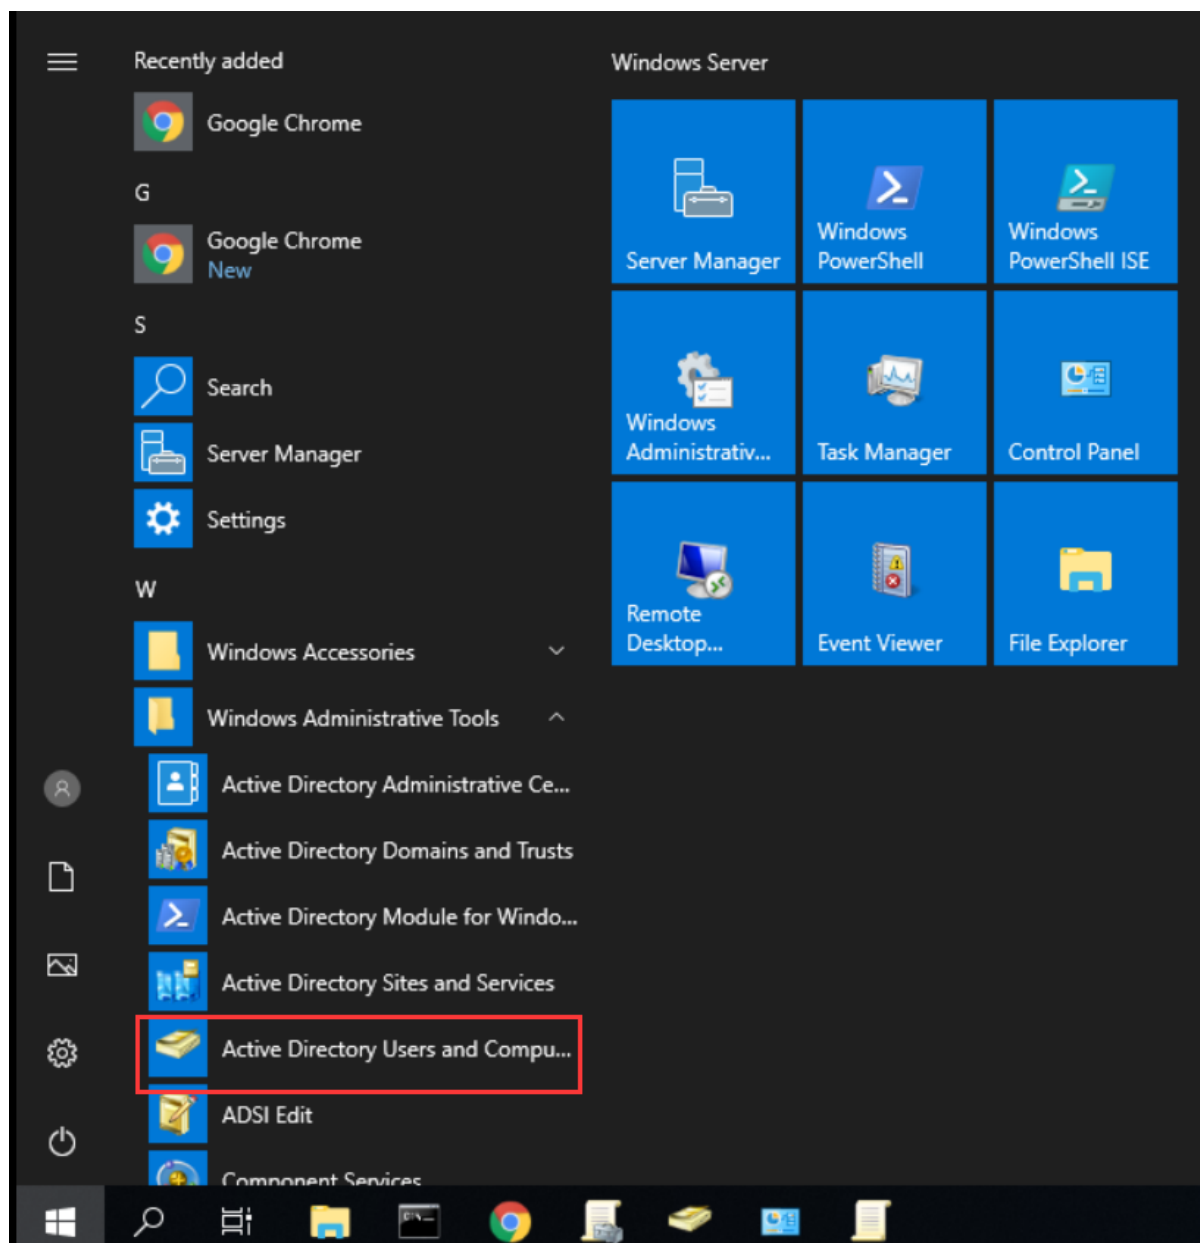 Recently added
Google Chrome
G
Google Chrome
New
S
Search
Server Manager
Settings
W
Windows Accessories
Windows Administrative Tools
Active Directory Administrative Ce...
Active Directory Domains and Trusts
Active Directory Module for Windo...
Active Directory Sites and Services
Active Directory Users and Compu...
ADSI Edit
Component Services
Windows Server
Server Manager
Windows
PowerShell
Windows
PowerShell ISE
Windows
Administrativ...
Task Manager
Control Panel
Remote
Desktop...
Event Viewer
File Explorer